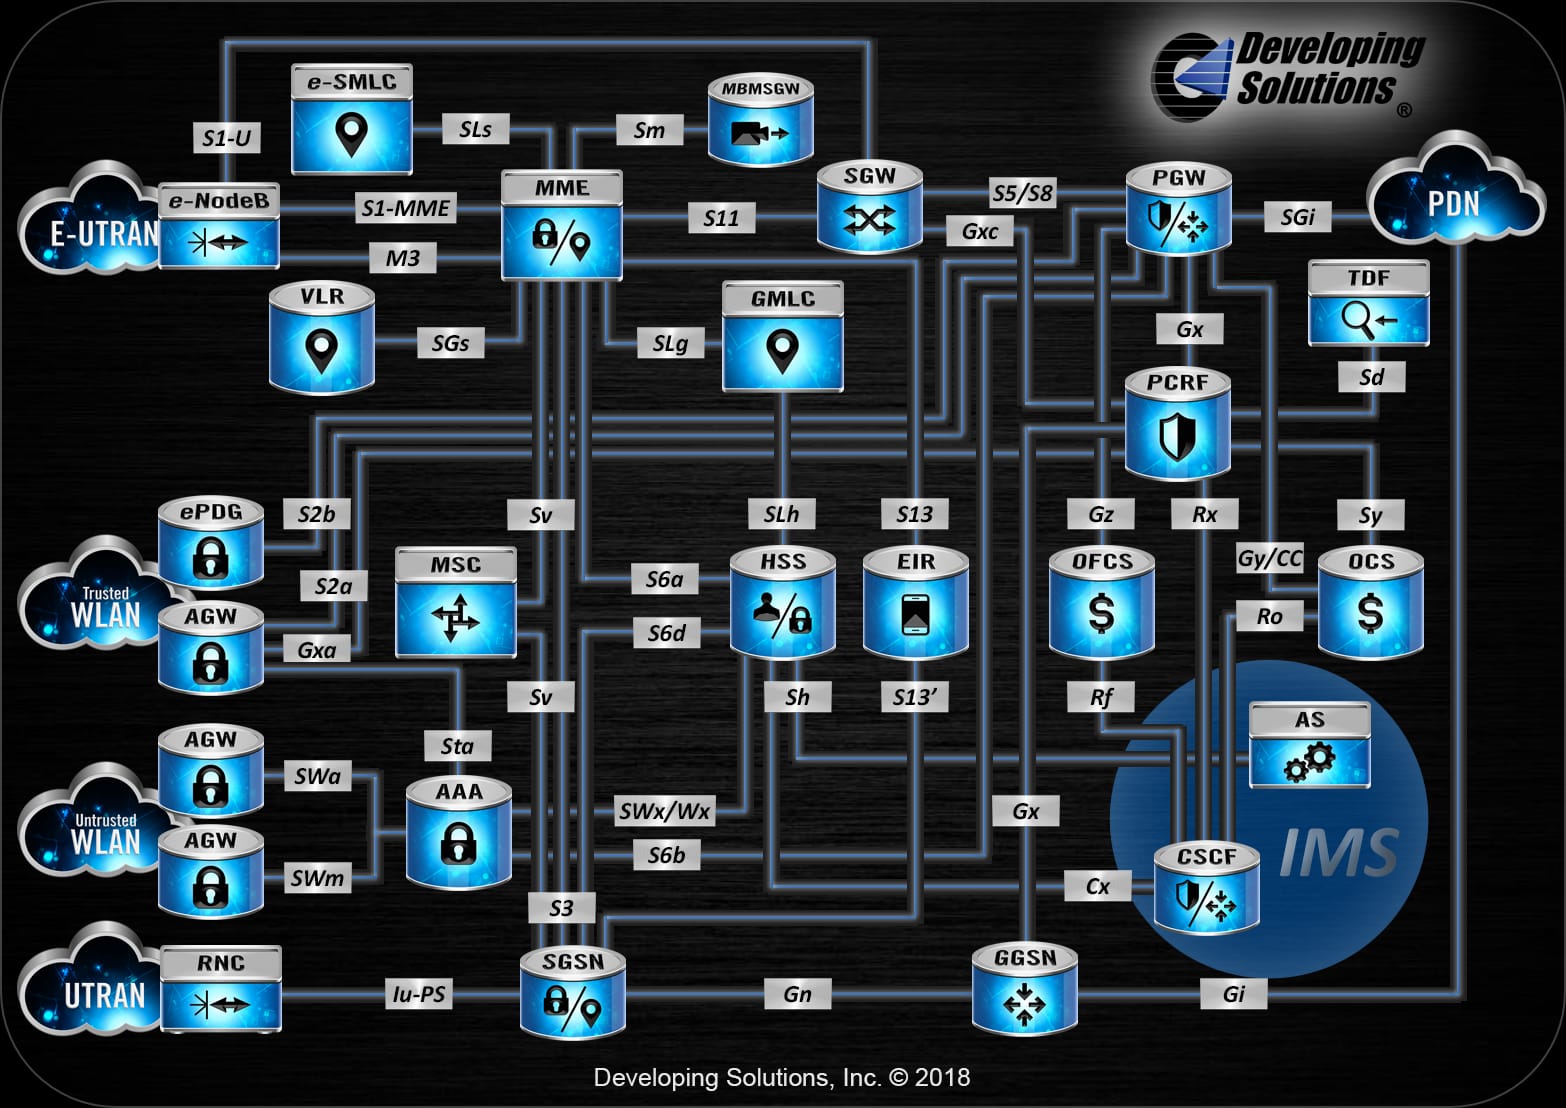 Developing
Solutions
®
e-SMLC
MBMSGW
S1-U
SLs
Sm
E-UTRAN
e-NodeB
S1-MME
MME
S11
SGW
S5/S8
Gxc
PGW
SGi
PDN
M3
VLR
SGs
SLg
GMLC
Gx
TDF
Sd
PCRF
ePDG
S2b
Sv
SLh
S13
Gz
Rx
Sy
Trusted
WLAN
AGW
S2a
Gxa
MSC
S6a
S6d
HSS
EIR
OFCS
Gy/CC
Ro
OCS
Sv
Sh
S13’
Rf
AS
Sta
AGW
SWa
Untrusted
WLAN
AGW
SWm
AAA
SWx/Wx
S6b
Gx
IMS
CSCF
Cx
S3
UTRAN
RNC
Iu-PS
SGSN
Gn
GGSN
Gi
Developing Solutions, Inc. © 2018